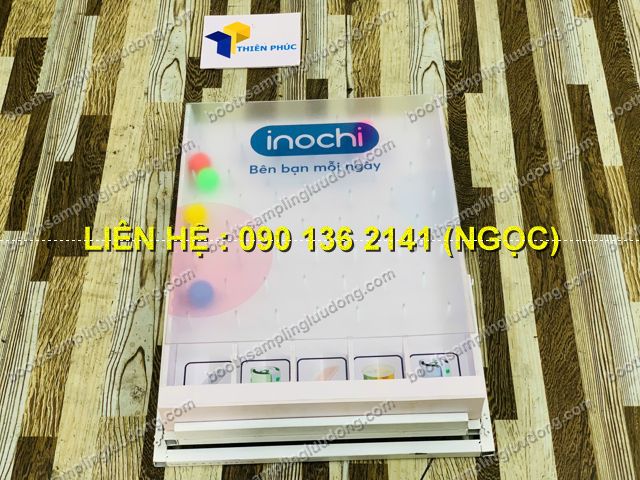 THIÊN PHÚC
inochi
Bên bạn mỗi ngày
LIÊN HỆ : 090 136 2141 (NGỌC)
boothsamplingluudong.com